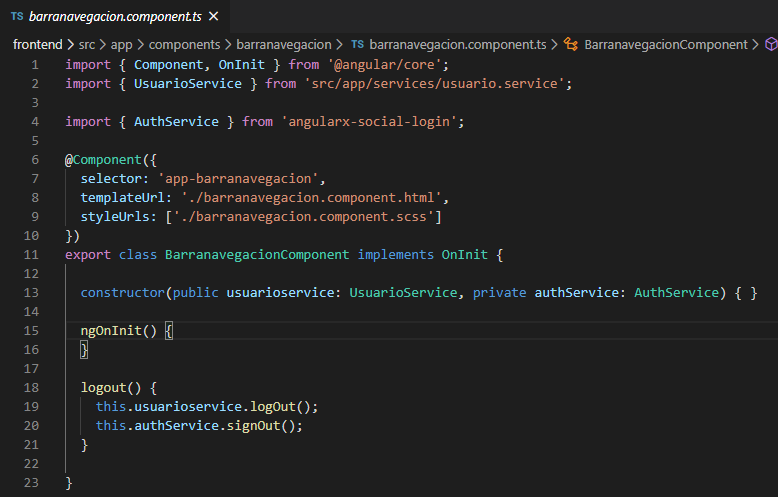 TS barranavegacion.component.ts ×
frontend > src > app > components > barranavegacion > TS barranavegacion.component.ts > BarranavegacionComponent >
1 import { Component, OnInit } from '@angular/core';
2 import { UsuarioService } from 'src/app/services/usuario.service';
3
4 import { AuthService } from 'angularx-social-login';
5
6 @Component({
7   selector: 'app-barranavegacion',
8   templateUrl: './barranavegacion.component.html',
9   styleUrls: ['./barranavegacion.component.scss']
10 })
11 export class BarranavegacionComponent implements OnInit {
12
13   constructor(public usuarioservice: UsuarioService, private authService: AuthService) { }
14
15   ngOnInit() {
16   }
17
18   logout() {
19     this.usuarioservice.logOut();
20     this.authService.signOut();
21   }
22
23 }